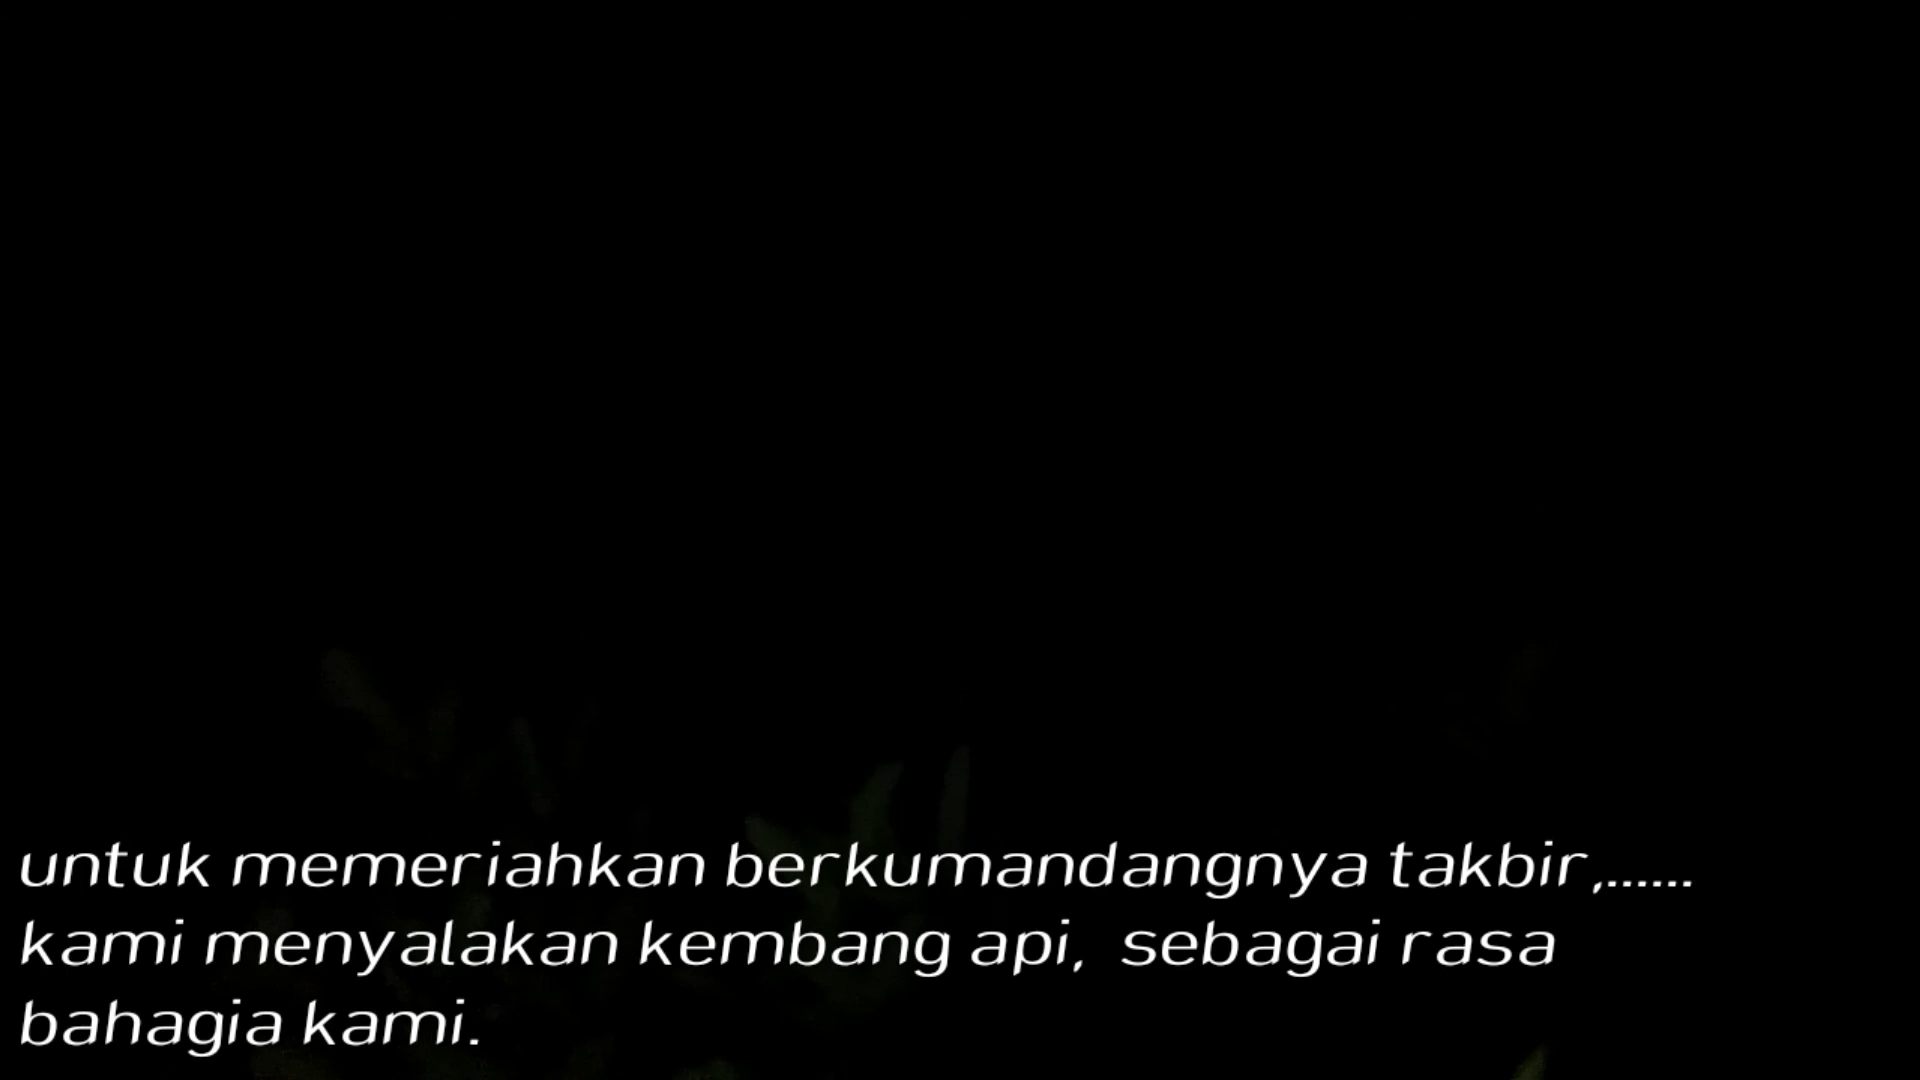 untuk memeriahkan berkumandangnya takbir,......
kami menyalakan kembang api, sebagai rasa
bahagia kami.